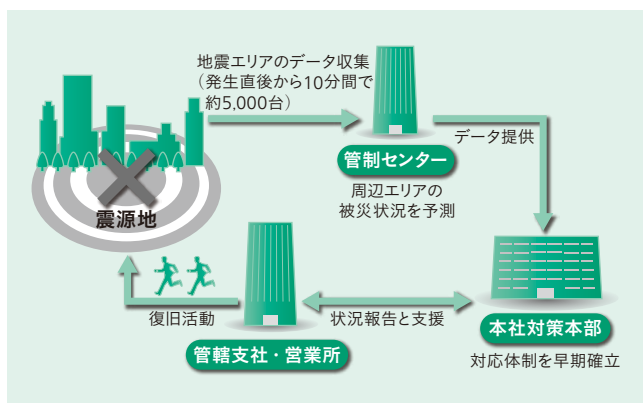 地震エリアのデータ収集
（発生直後から10分間で
約5,000台）
管制センター
周辺エリアの
被災状況を予測
データ提供
震源地
復旧活動
管轄支社・営業所
状況報告と支援
本社対策本部
対応体制を早期確立